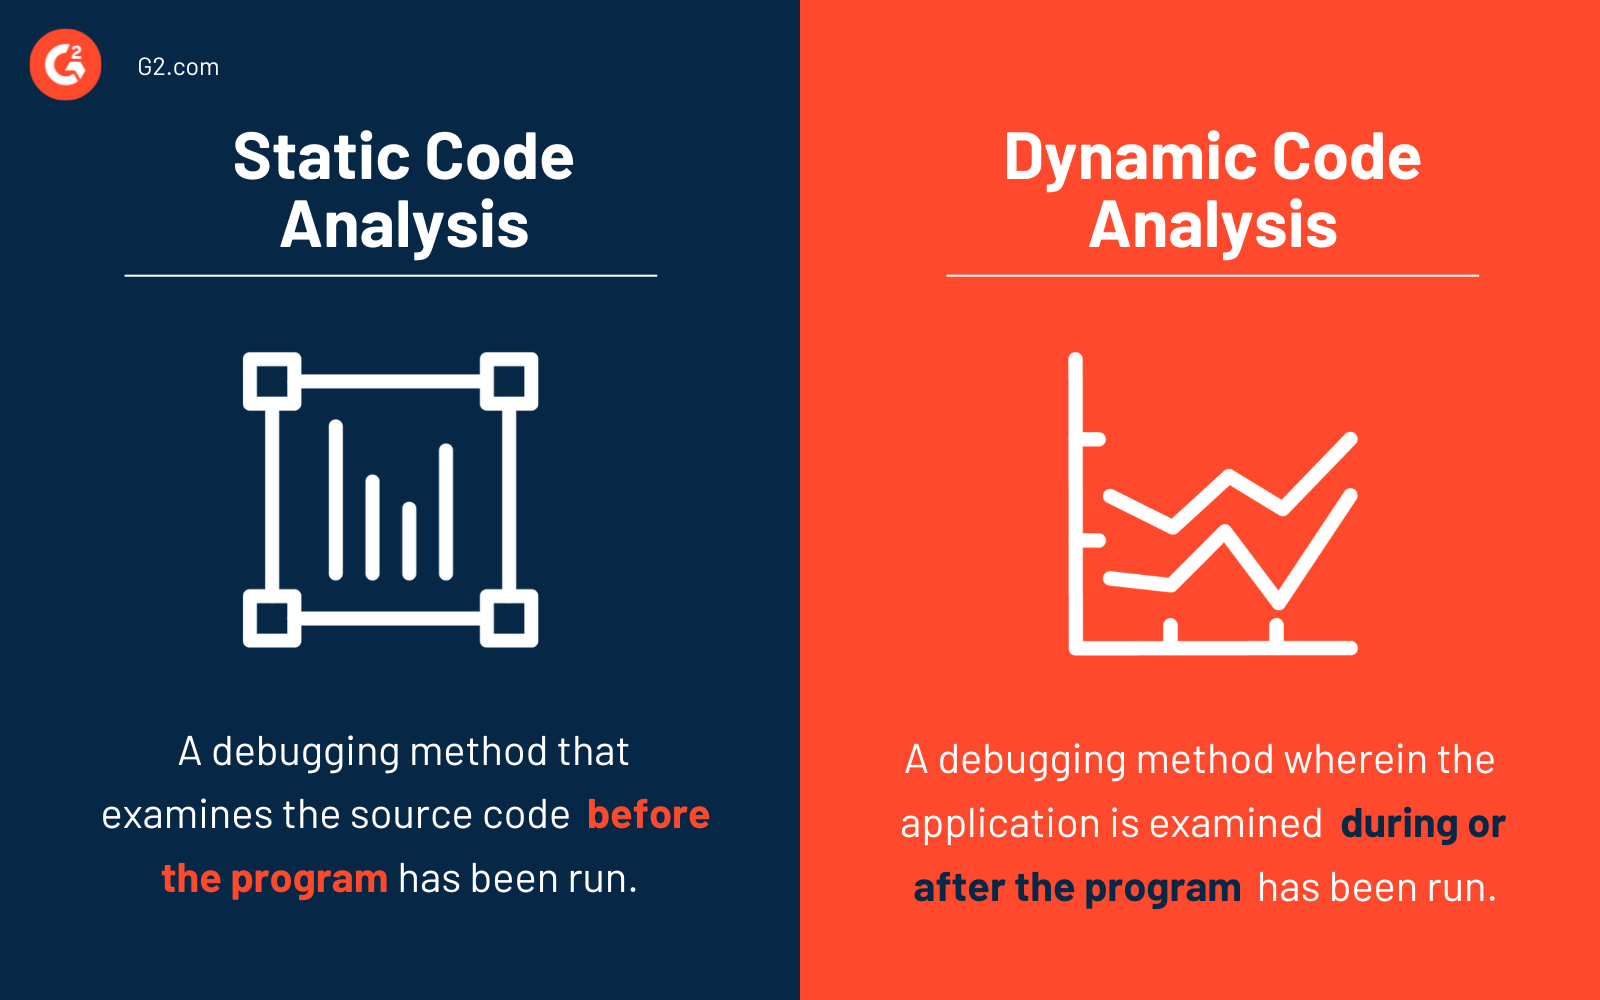 G2
G2.com
Static Code
Analysis
A debugging method that
examines the source code before
the program has been run.
Dynamic Code
Analysis
A debugging method wherein the
application is examined during or
after the program has been run.